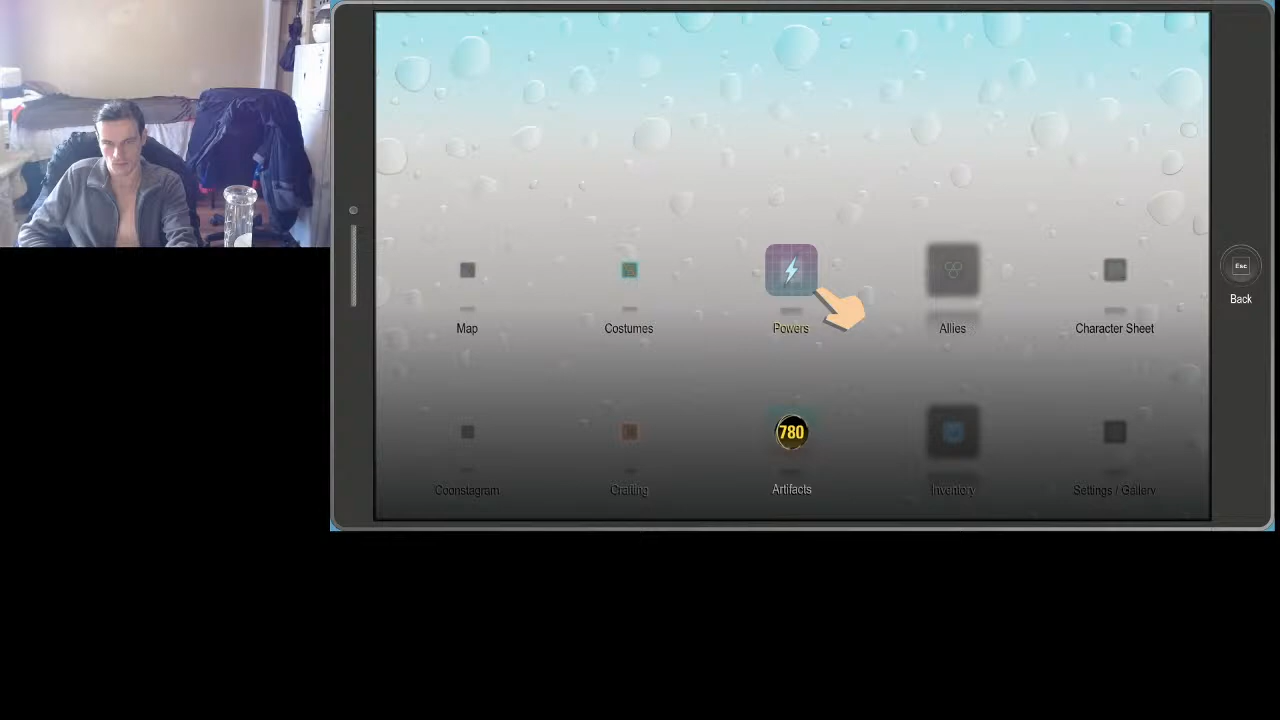 Esc
Back
Map
Costumes
Powers
Allies
Character Sheet
780
Coonstagram
Crafting
Artifacts
Inventory
Settings / Gallery